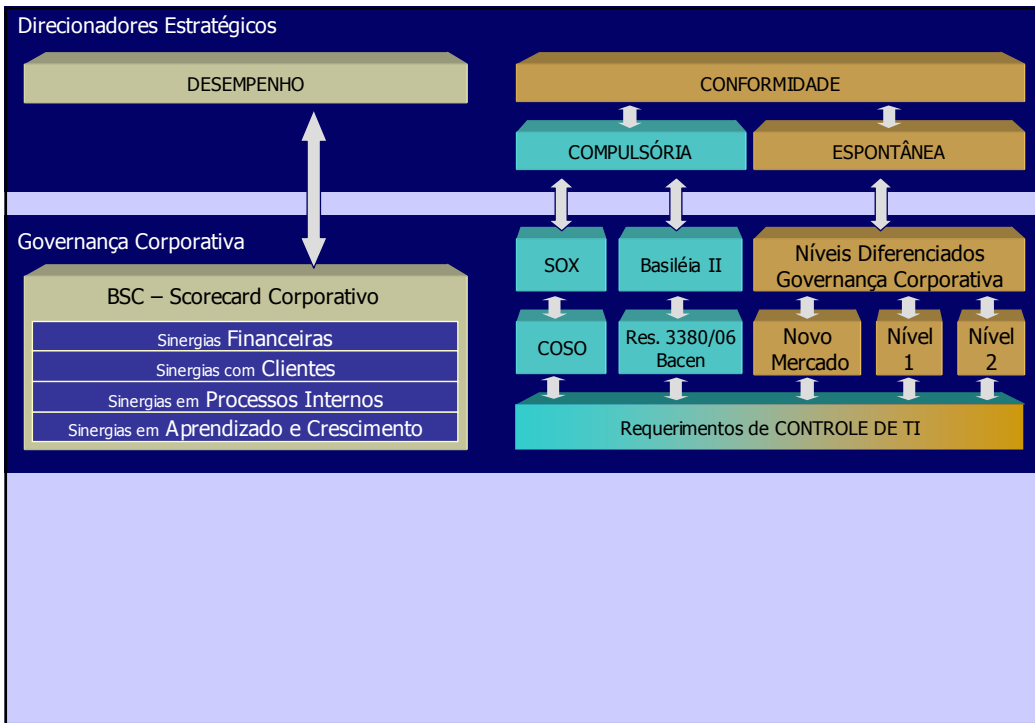 Direcionadores Estratégicos
DESEMPENHO
CONFORMIDADE
COMPULSÓRIA
ESPONTÂNEA
Governança Corporativa
BSC – Scorecard Corporativo
Sinergias Financeiras
Sinergias com Clientes
Sinergias em Processos Internos
Sinergias em Aprendizado e Crescimento
SOX
Basiléia II
Níveis Diferenciados
Governança Corporativa
COSO
Res. 3380/06
Bacen
Novo
Mercado
Nível
1
Nível
2
Requerimentos de CONTROLE DE TI